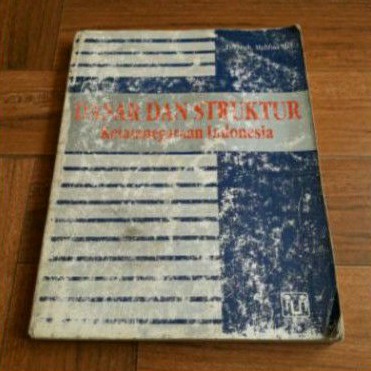 DASAR DAN STRUKTUR
Ketatanegaraan Indonesia